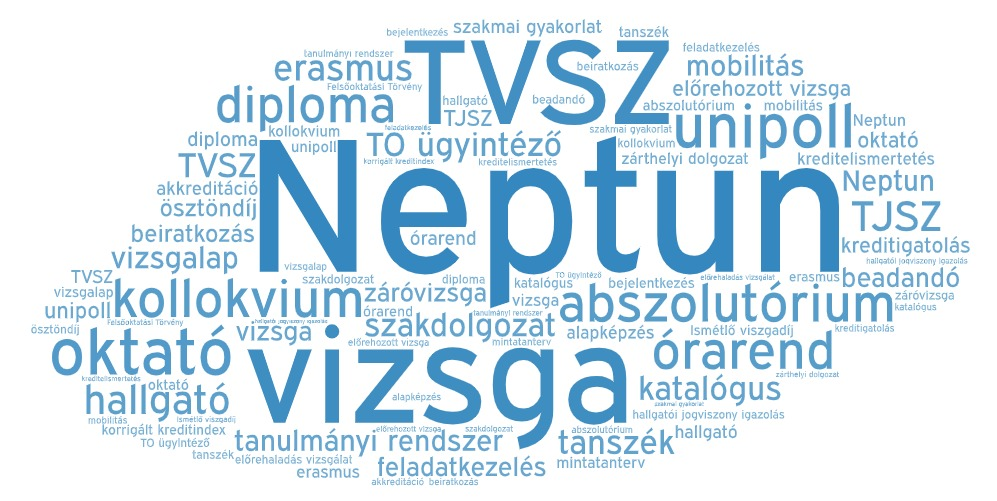 szakmai gyakorlat
bejelentkezés
tanszék
TVSZ
feladatkezelés
tanulmányi rendszer
erasmus
beiratkozás
mobilitás
Felsőoktatási Törvény
előrehozott vizsga
diploma
hallgató
beadandó
abszolutórium
mobilitás
TJSZ
unipoll
Neptun
feladatkezelés
szakmai gyakorlat
kollokvium
diploma
unipoll
TO ügyintéző
kollokvium
oktató
TVSZ
korrigált kreditindex
kreditelismertetés
zárthelyi dolgozat
kreditelismertetés
Neptun
akkreditáció
Neptun
ösztöndíj
TJSZ
beiratkozás
órarend
kreditigatolás
vizsgalap
vizsgalap
hallgatói jogviszony igazolás
TVSZ
szakdolgozat
diploma
katalógus
TO ügyintéző
bejelentkezés
előrehaladás vizsgálat
erasmus
beadandó
vizsgalap
kollokvium
záróvizsga
vizsga
abszolutórium
záróvizsga
katalógus
unipoll
órarend
tanulmányi rendszer
ösztöndíj
Felsőoktatási Törvény
hallgatói jogviszony igazolás
vizsga
szakdolgozat
alapképzés
Ismétlő viszgadíj
kreditigatolás
oktató
előrehozott vizsga
mintatanterv
órarend
vizsga
kreditelismertetés
oktató
zárthelyi dolgozat
hallgató
alapképzés
katalógus
szakmai gyakorlat
mobilitás
Ismétlő viszgadíj
hallgatói jogviszony igazolás
korrigált kreditindex
előrehozott vizsga
szakdolgozat
abszolutórium
hallgató
TO ügyintéző
tanulmányi rendszer
tanszék
tanszék
előrehaladás vizsgálat
erasmus
feladatkezelés
mintatanterv
akkreditáció
beiratkozás